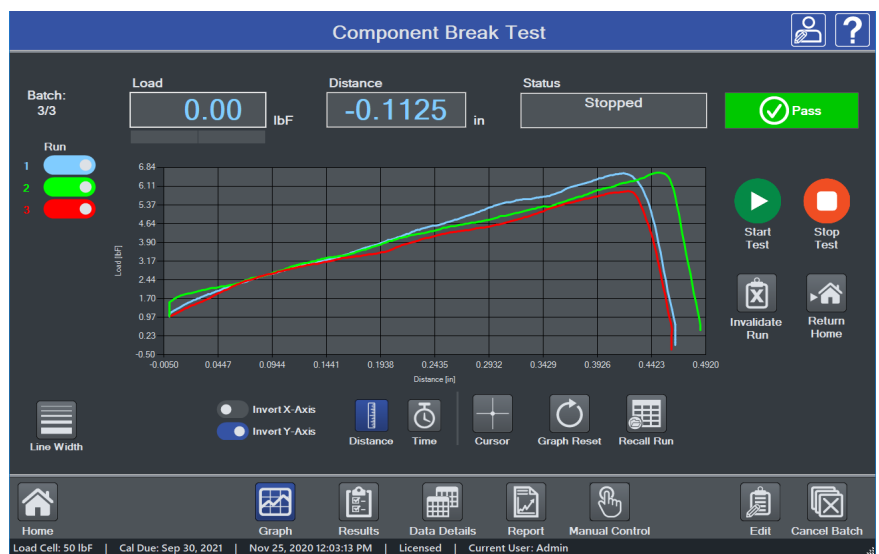 Component Break Test
?
Batch:
3/3
Load
0.00
lbF
Distance
-0.1125
in
Status
Stopped
Pass
Run
1
2
3
6.84
6.11
5.37
4.64
3.90
3.17
2.44
1.70
0.97
0.23
-0.50
Load [lbF]
-0.0050 0.0447 0.0944 0.1441 0.1938 0.2435 0.2932 0.3429 0.3926 0.4423 0.4920
Distance [in]
Start
Test
Stop
Test
Invalidate
Run
Return
Home
Line Width
Invert X-Axis
Invert Y-Axis
Distance
Time
Cursor
Graph Reset
Recall Run
Home
Graph
Results
Data Details
Report
Manual Control
Edit
Cancel Batch
Load Cell: 50 lbF | Cal Due: Sep 30, 2021 | Nov 25, 2020 12:03:13 PM | Licensed | Current User: Admin